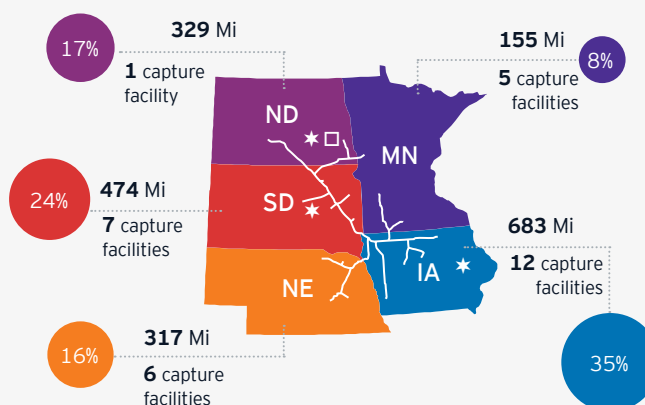 17%
329 Mi
1 capture
facility
155 Mi
5 capture
facilities
8%
ND
MN
24%
474 Mi
7 capture
facilities
SD
683 Mi
12 capture
facilities
IA
NE
16%
317 Mi
6 capture
facilities
35%